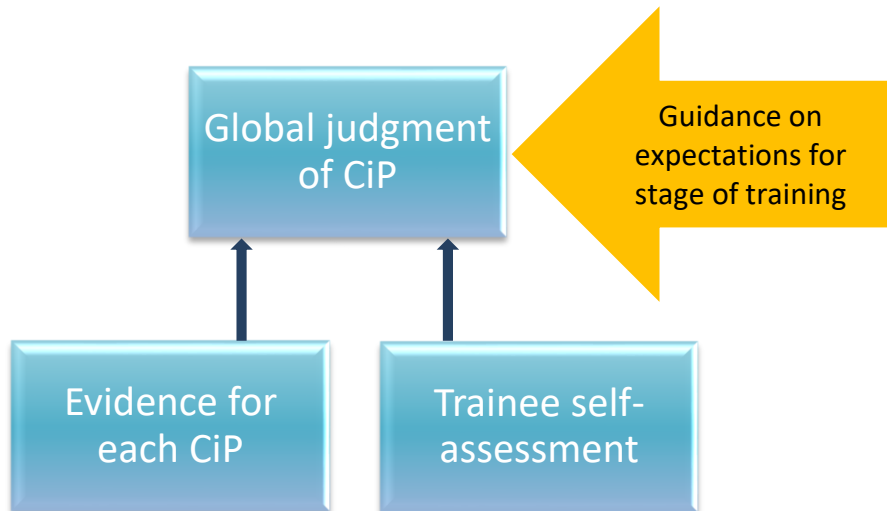 Global judgment
of CiP
Guidance on
expectations for
stage of training
Evidence for
each CiP
Trainee self-
assessment